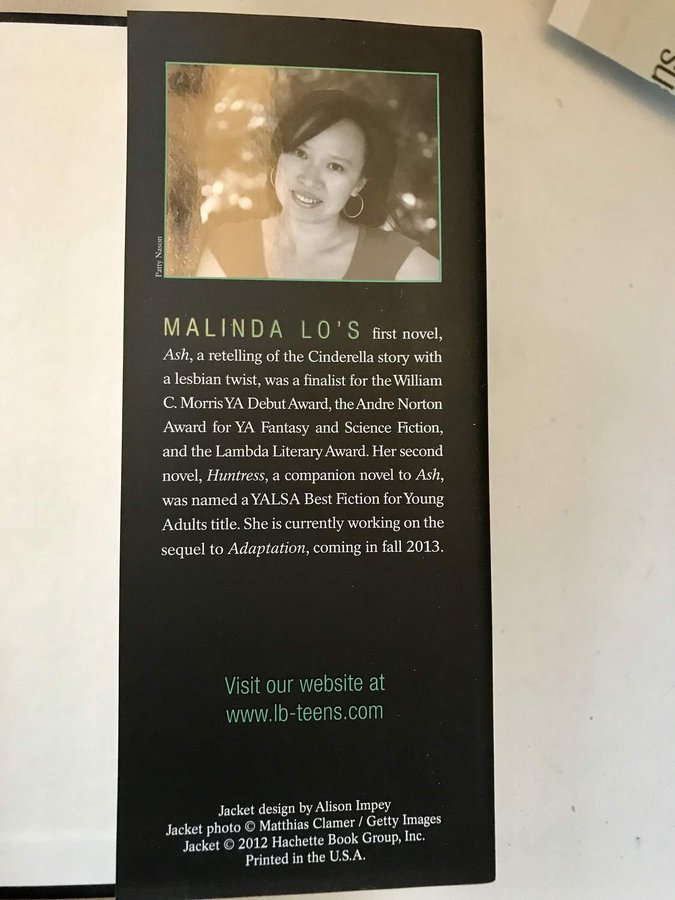 ns
Patty Nason
MALINDA LO'S first novel,
Ash, a retelling of the Cinderella story with
a lesbian twist, was a finalist for the William
C. Morris YA Debut Award, the Andre Norton
Award for YA Fantasy and Science Fiction,
and the Lambda Literary Award. Her second
novel, Huntress, a companion novel to Ash,
was named a YALSA Best Fiction for Young
Adults title. She is currently working on the
sequel to Adaptation, coming in fall 2013.
Visit our website at
www.lb-teens.com
Jacket design by Alison Impey
Jacket photo © Matthias Clamer / Getty Images
Jacket © 2012 Hachette Book Group, Inc.
Printed in the U.S.A.